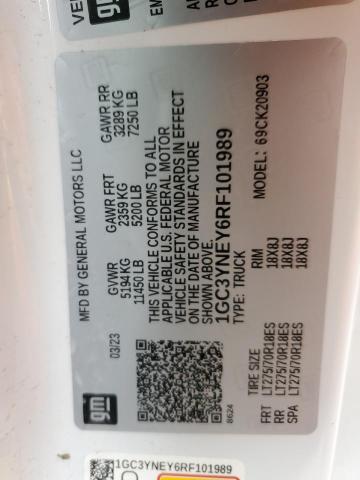 MFD BY GENERAL MOTORS LLC
03/23
GVWR
5194 KG
11450 LB
GAWR FRT
2359 KG
5200 LB
GAWR RR
3289 KG
7250 LB
THIS VEHICLE CONFORMS TO ALL
APPLICABLE U.S. FEDERAL MOTOR
VEHICLE SAFETY STANDARDS IN EFFECT
ON THE DATE OF MANUFACTURE
SHOWN ABOVE.
1GC3YNEY6RF101989
TYPE: TRUCK
MODEL: 69CK20903
gm
8624
TIRE SIZE RIM
FRT LT275/70R18ES 18X8J
RR LT275/70R18ES 18X8J
SPA LT275/70R18ES 18X8J
1GC3YNEY6RF101989